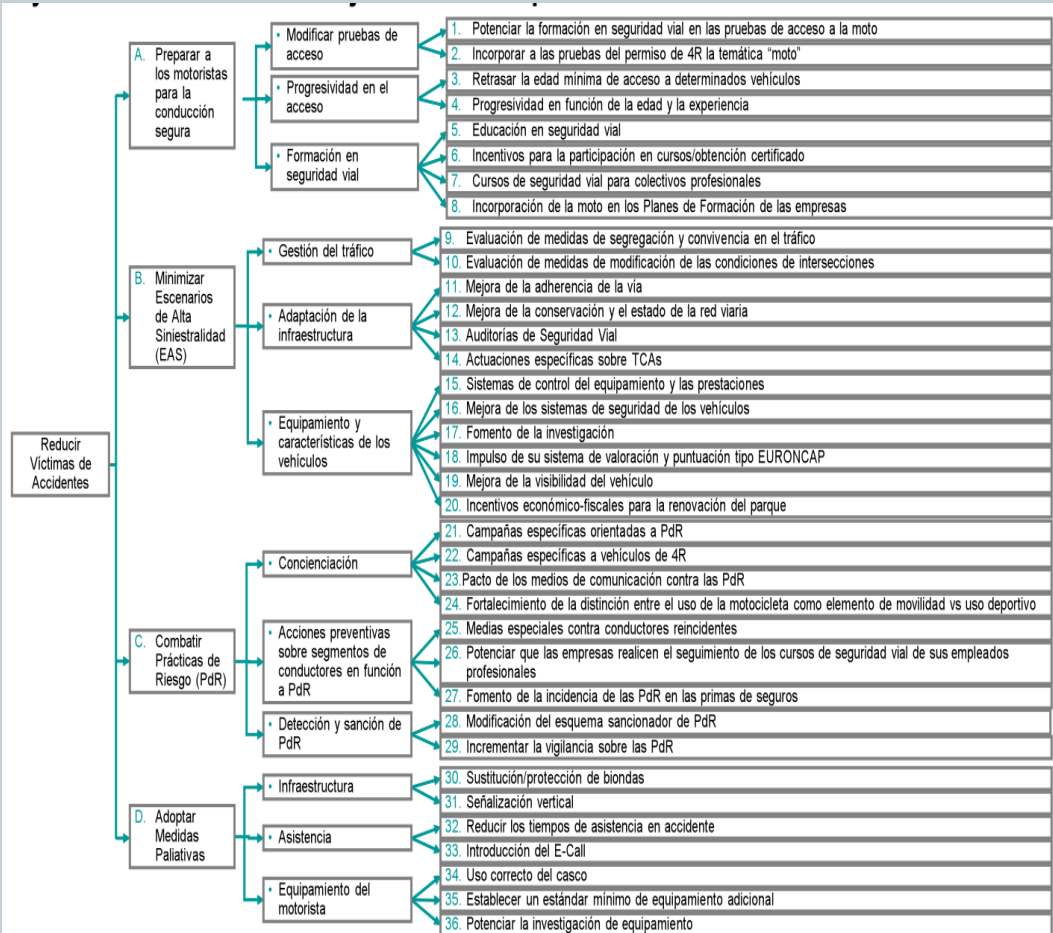 Reducir
Víctimas de
Accidentes
A. Preparar a
los motoristas
para la
conducción
segura
• Modificar pruebas de
acceso
1. Potenciar la formación en seguridad vial en las pruebas de acceso a la moto
2. Incorporar a las pruebas del permiso de 4R la temática “moto”
• Progresividad en el
acceso
3. Retrasar la edad mínima de acceso a determinados vehículos
4. Progresividad en función de la edad y la experiencia
• Formación en
seguridad vial
5. Educación en seguridad vial
6. Incentivos para la participación en cursos/obtención certificado
7. Cursos de seguridad vial para colectivos profesionales
8. Incorporación de la moto en los Planes de Formación de las empresas
B. Minimizar
Escenarios
de Alta
Siniestralidad
(EAS)
• Gestión del tráfico
9. Evaluación de medidas de segregación y convivencia en el tráfico
10. Evaluación de medidas de modificación de las condiciones de intersecciones
• Adaptación de la
infraestructura
11. Mejora de la adherencia de la vía
12. Mejora de la conservación y el estado de la red viaria
13. Auditorías de Seguridad Vial
14. Actuaciones específicas sobre TCAs
• Equipamiento y
características de los
vehículos
15. Sistemas de control del equipamiento y las prestaciones
16. Mejora de los sistemas de seguridad de los vehículos
17. Fomento de la investigación
18. Impulso de su sistema de valoración y puntuación tipo EURONCAP
19. Mejora de la visibilidad del vehículo
20. Incentivos económico-fiscales para la renovación del parque
C. Combatir
Prácticas de
Riesgo (PdR)
• Concienciación
21. Campañas específicas orientadas a PdR
22. Campañas específicas a vehículos de 4R
23.Pacto de los medios de comunicación contra las PdR
24. Fortalecimiento de la distinción entre el uso de la motocicleta como elemento de movilidad vs uso deportivo
• Acciones preventivas
sobre segmentos de
conductores en función
a PdR
25. Medias especiales contra conductores reincidentes
26. Potenciar que las empresas realicen el seguimiento de los cursos de seguridad vial de sus empleados
profesionales
27. Fomento de la incidencia de las PdR en las primas de seguros
• Detección y sanción de
PdR
28. Modificación del esquema sancionador de PdR
29. Incrementar la vigilancia sobre las PdR
D. Adoptar
Medidas
Paliativas
• Infraestructura
30. Sustitución/protección de biondas
31. Señalización vertical
• Asistencia
32. Reducir los tiempos de asistencia en accidente
33. Introducción del E-Call
• Equipamiento del
motorista
34. Uso correcto del casco
35. Establecer un estándar mínimo de equipamiento adicional
36. Potenciar la investigación de equipamiento